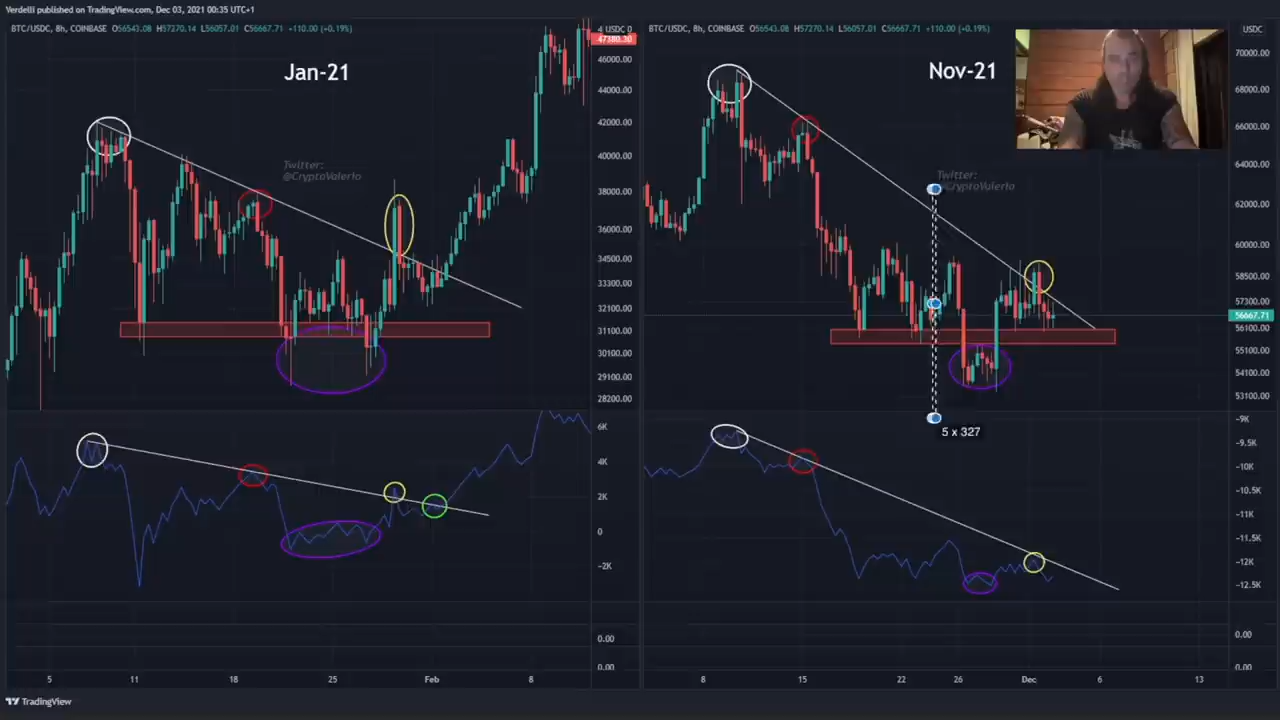 Verdelli published on TradingView.com, Dec 03, 2021 00:35 UTC+1
BTC/USDC, 8h, COINBASE O56543.08 H57270.14 L56057.01 C56667.71 +110.00 (+0.19%)
BTC/USDC, 8h, COINBASE O56543.08 H57270.14 L56057.01 C56667.71 +110.00 (+0.19%)
USDC
47380.30
46000.00
44000.00
42000.00
40000.00
38000.00
36000.00
34500.00
33300.00
32100.00
31100.00
30100.00
29100.00
28200.00
Jan-21
Twitter:
@CryptoValerio
6K
4K
2K
0
-2K
0.00
0.00
5
11
18
25
Feb
8
Nov-21
Twitter:
@CryptoValerio
5 x 327
USDC
70000.00
68000.00
66000.00
64000.00
62000.00
60000.00
58500.00
57300.00
56667.71
56100.00
55100.00
54100.00
53100.00
-9K
-9.5K
-10K
-10.5K
-11K
-11.5K
-12K
-12.5K
0.00
0.00
8
15
22
26
Dec
6
13
TradingView